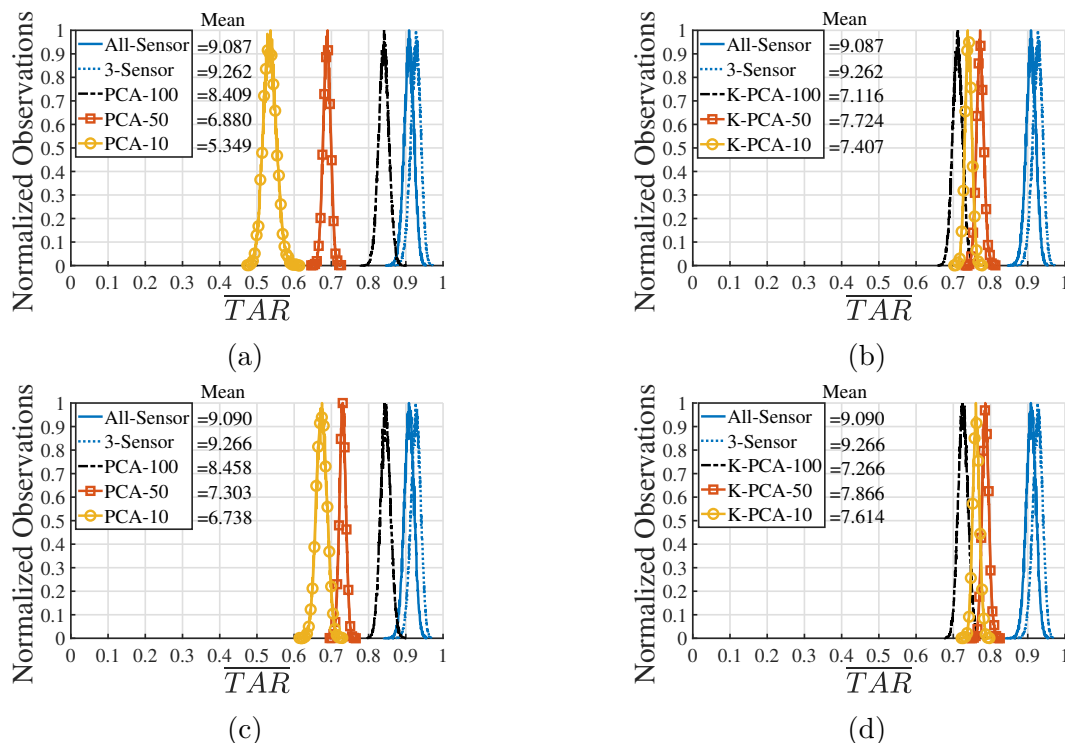 Mean
1
0.9
0.8
0.7
0.6
0.5
0.4
0.3
0.2
0.1
0
Normalized Observations
All-Sensor =9.087
3-Sensor =9.262
PCA-100 =8.409
PCA-50 =6.880
PCA-10 =5.349
0 0.1 0.2 0.3 0.4 0.5 0.6 0.7 0.8 0.9 1
TAR
(a)
Mean
1
0.9
0.8
0.7
0.6
0.5
0.4
0.3
0.2
0.1
0
Normalized Observations
All-Sensor =9.087
3-Sensor =9.262
K-PCA-100 =7.116
K-PCA-50 =7.724
K-PCA-10 =7.407
0 0.1 0.2 0.3 0.4 0.5 0.6 0.7 0.8 0.9 1
TAR
(b)
Mean
1
0.9
0.8
0.7
0.6
0.5
0.4
0.3
0.2
0.1
0
Normalized Observations
All-Sensor =9.090
3-Sensor =9.266
PCA-100 =8.458
PCA-50 =7.303
PCA-10 =6.738
0 0.1 0.2 0.3 0.4 0.5 0.6 0.7 0.8 0.9 1
TAR
(c)
Mean
1
0.9
0.8
0.7
0.6
0.5
0.4
0.3
0.2
0.1
0
Normalized Observations
All-Sensor =9.090
3-Sensor =9.266
K-PCA-100 =7.266
K-PCA-50 =7.866
K-PCA-10 =7.614
0 0.1 0.2 0.3 0.4 0.5 0.6 0.7 0.8 0.9 1
TAR
(d)